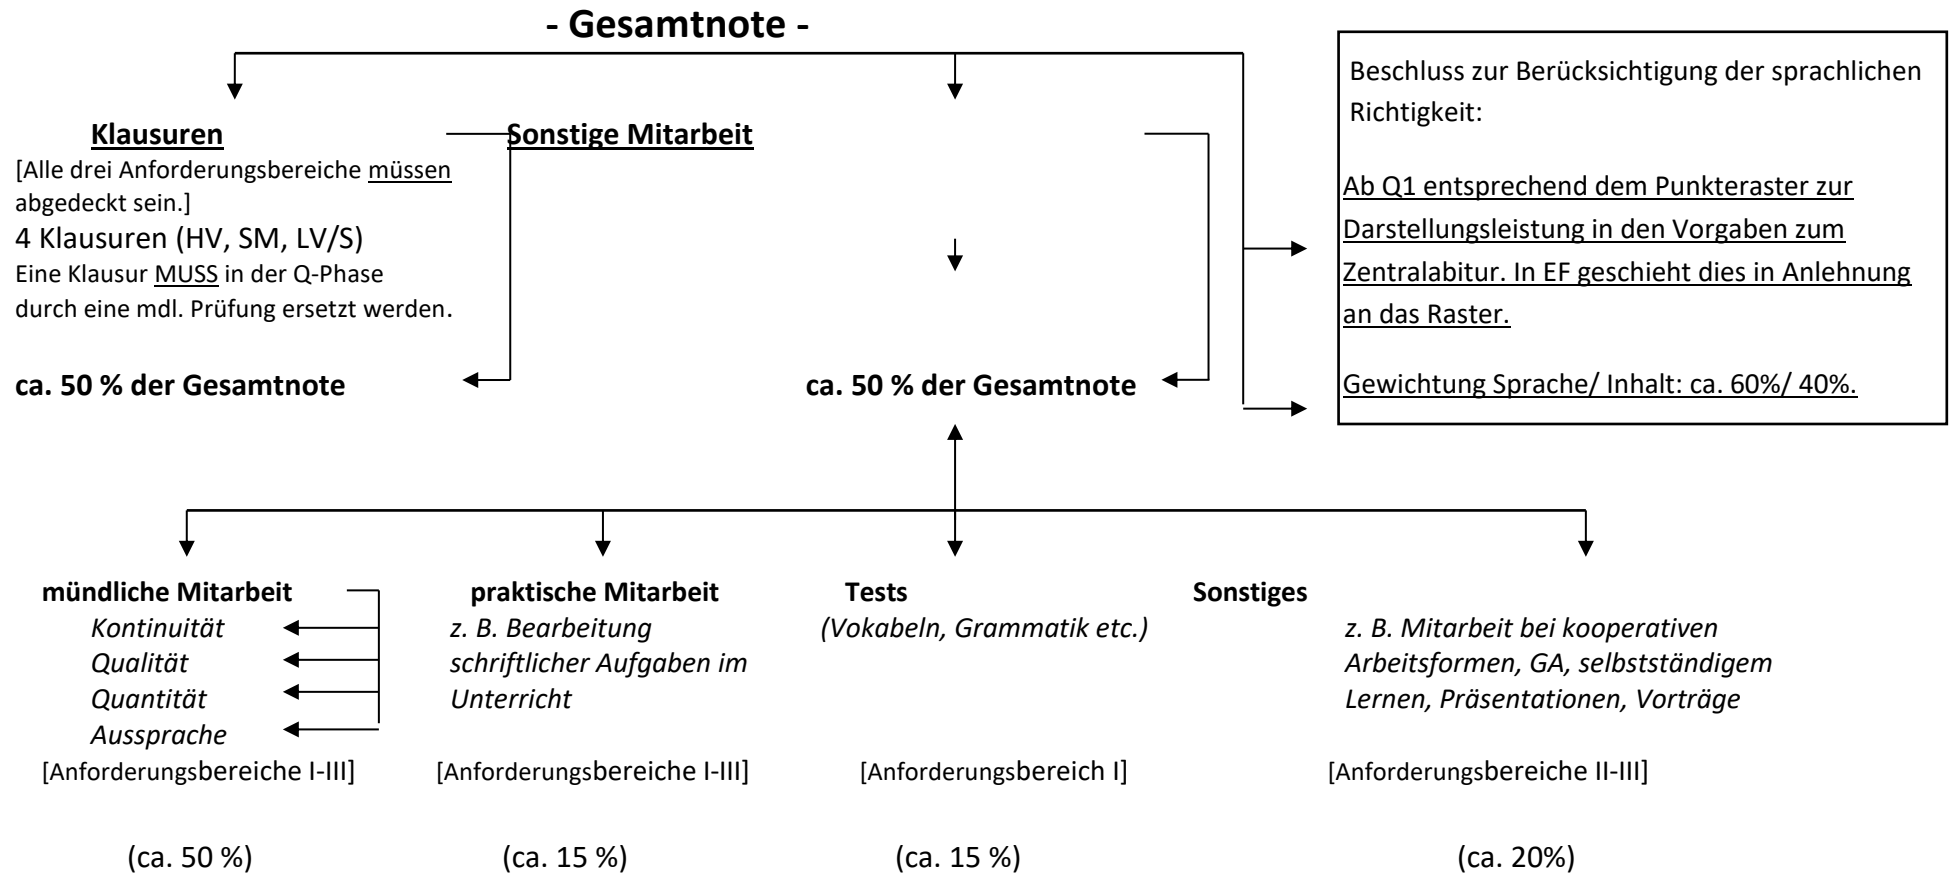 - Gesamtnote -
Klausuren
[Alle drei Anforderungsbereiche müssen
abgedeckt sein.]
4 Klausuren (HV, SM, LV/S)
Eine Klausur MUSS in der Q-Phase
durch eine mdl. Prüfung ersetzt werden.
ca. 50 % der Gesamtnote
Sonstige Mitarbeit
ca. 50 % der Gesamtnote
Beschluss zur Berücksichtigung der sprachlichen
Richtigkeit:
Ab Q1 entsprechend dem Punkteraster zur
Darstellungsleistung in den Vorgaben zum
Zentralabitur. In EF geschieht dies in Anlehnung
an das Raster.
Gewichtung Sprache/ Inhalt: ca. 60%/ 40%.
mündliche Mitarbeit
Kontinuität
Qualität
Quantität
Aussprache
[Anforderungsbereiche I-III]
(ca. 50 %)
praktische Mitarbeit
z. B. Bearbeitung
schriftlicher Aufgaben im
Unterricht
[Anforderungsbereiche I-III]
(ca. 15 %)
Tests
(Vokabeln, Grammatik etc.)
[Anforderungsbereich I]
(ca. 15 %)
Sonstiges
z. B. Mitarbeit bei kooperativen
Arbeitsformen, GA, selbstständigem
Lernen, Präsentationen, Vorträge
[Anforderungsbereiche II-III]
(ca. 20%)